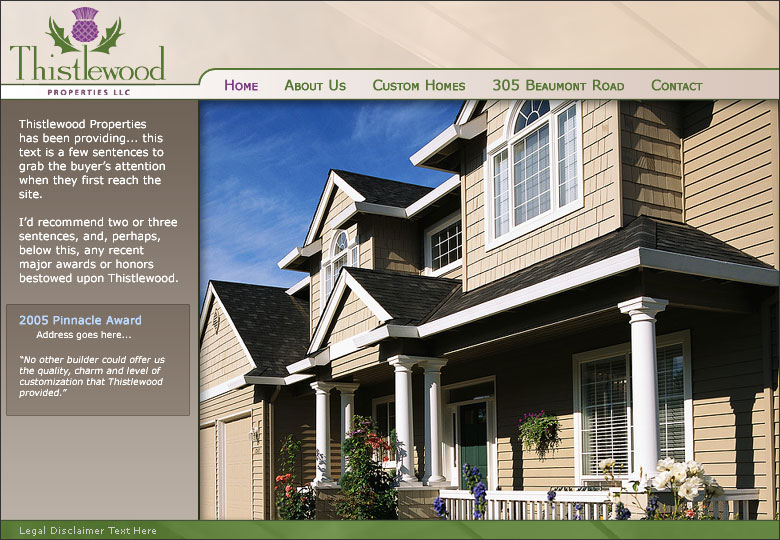 Thistlewood
PROPERTIES LLC
HOME ABOUT US CUSTOM HOMES 305 BEAUMONT ROAD CONTACT
Thistlewood Properties
has been providing... this
text is a few sentences to
grab the buyer’s attention
when they first reach the
site.
I’d recommend two or three
sentences, and, perhaps,
below this, any recent
major awards or honors
bestowed upon Thistlewood.
2005 Pinnacle Award
Address goes here...
“No other builder could offer us
the quality, charm and level of
customization that Thistlewood
provided.”
Legal Disclaimer Text Here